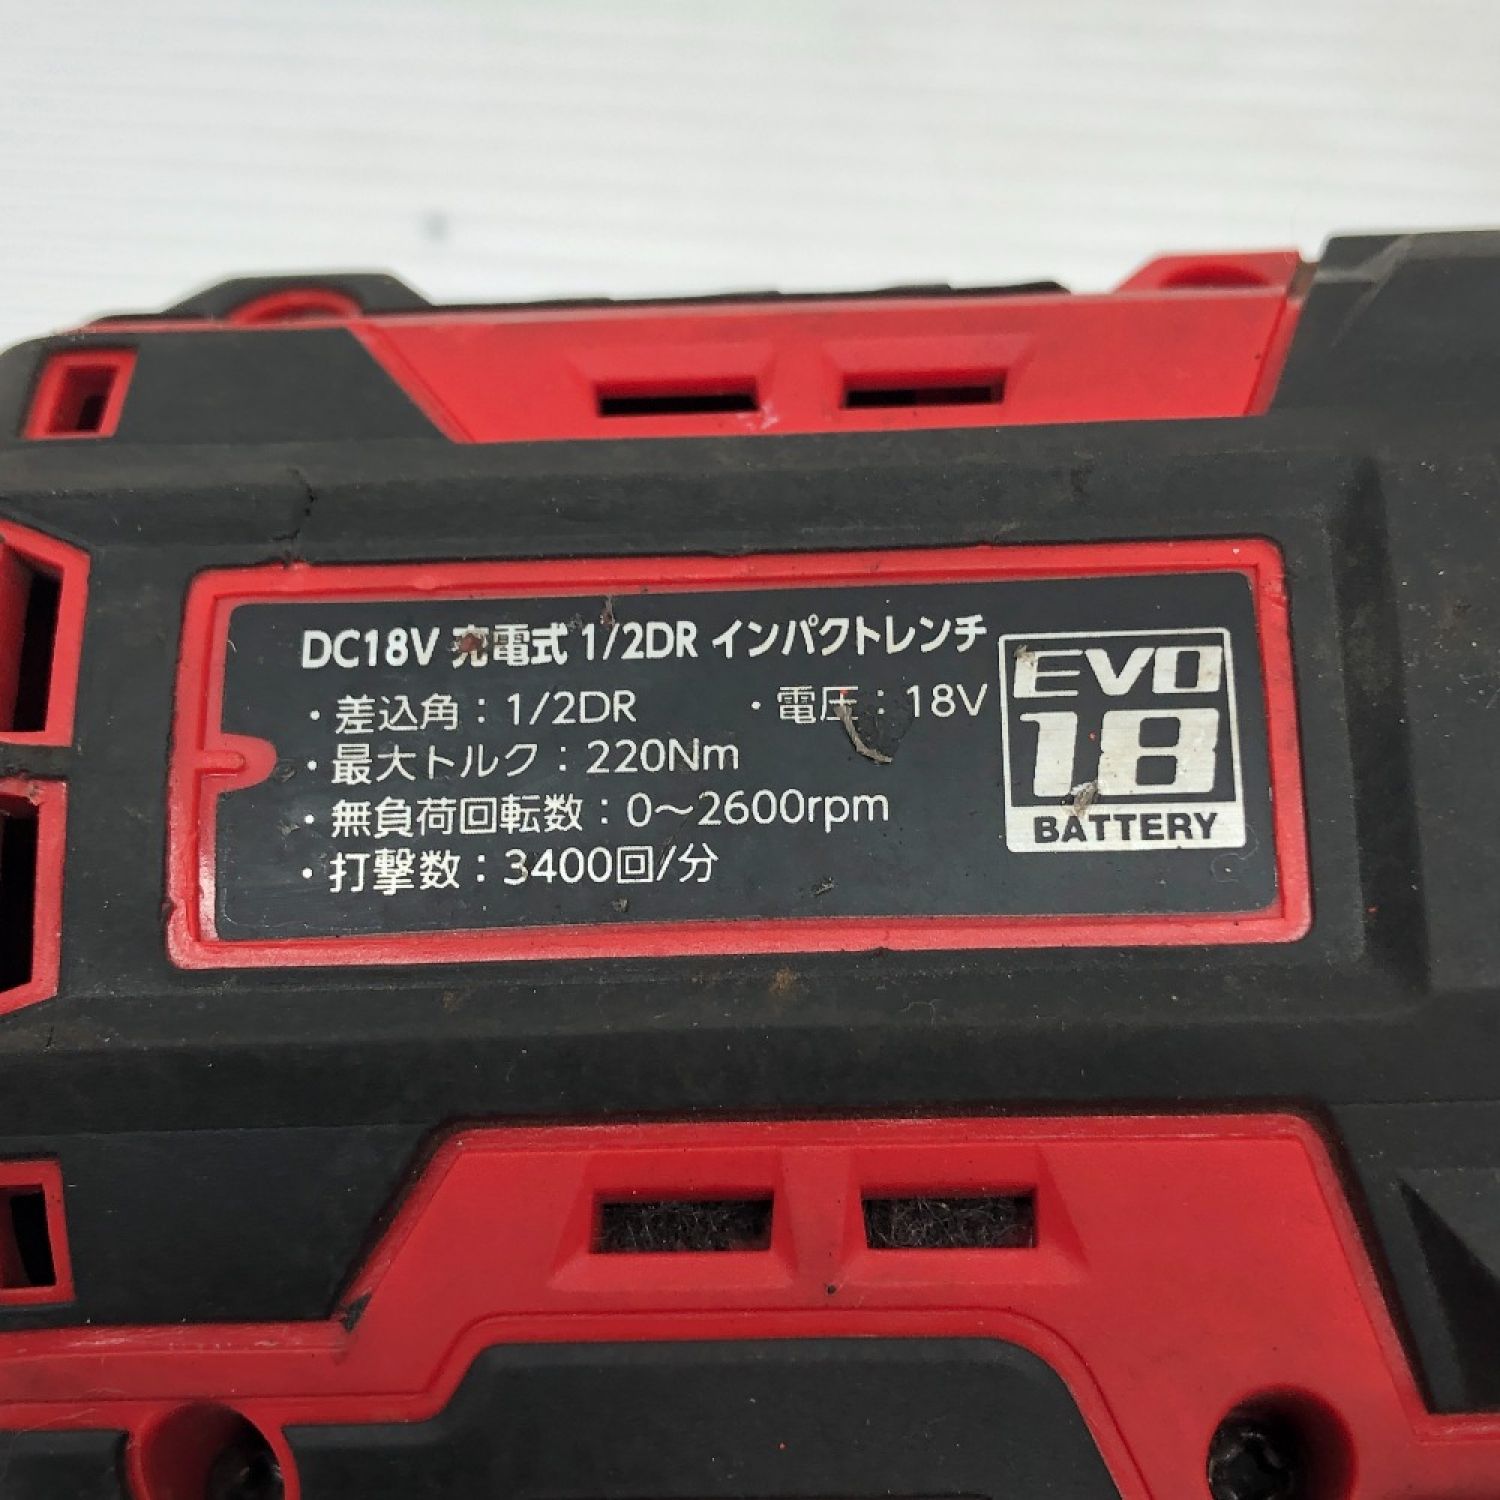 DC18V 充電式 1/2DR インパクトレンチ
・差込角：1/2DR ・電圧：18V
・最大トルク：220Nm
・無負荷回転数：0～2600rpm
・打撃数：3400回/分
EVO
18
BATTERY